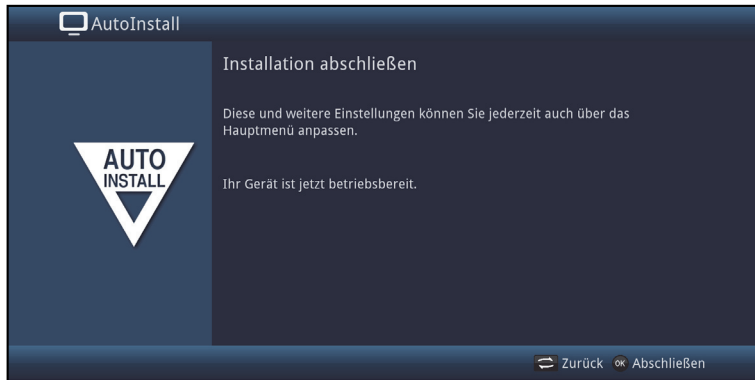 AutoInstall
Installation abschließen
Diese und weitere Einstellungen können Sie jederzeit auch über das
Hauptmenü anpassen.
AUTO
INSTALL
Ihr Gerät ist jetzt betriebsbereit.
Zurück OK Abschließen